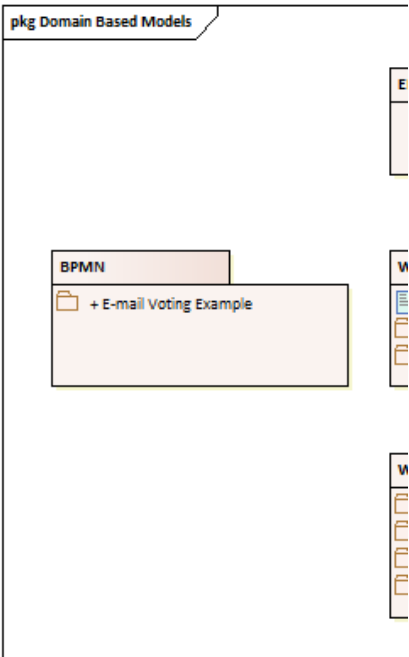 pkg Domain Based Models
BPMN
+ E-mail Voting Example
W
W